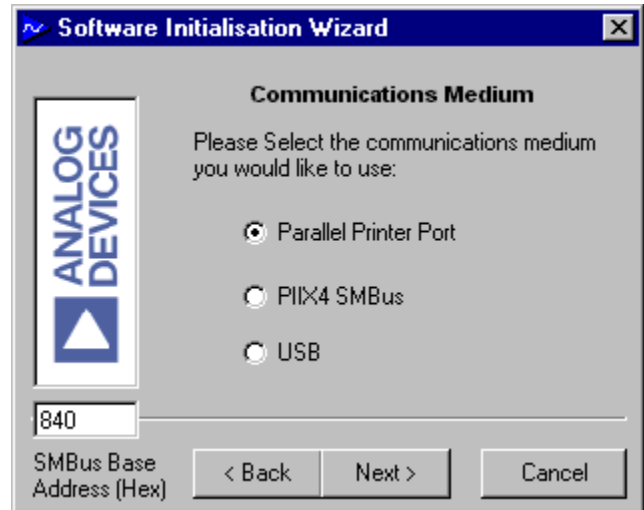 Software Initialisation Wizard
Communications Medium
ANALOG
DEVICES
Please Select the communications medium
you would like to use:
Parallel Printer Port
PIIX4 SMBus
USB
840
SMBus Base
Address (Hex)
< Back
Next >
Cancel